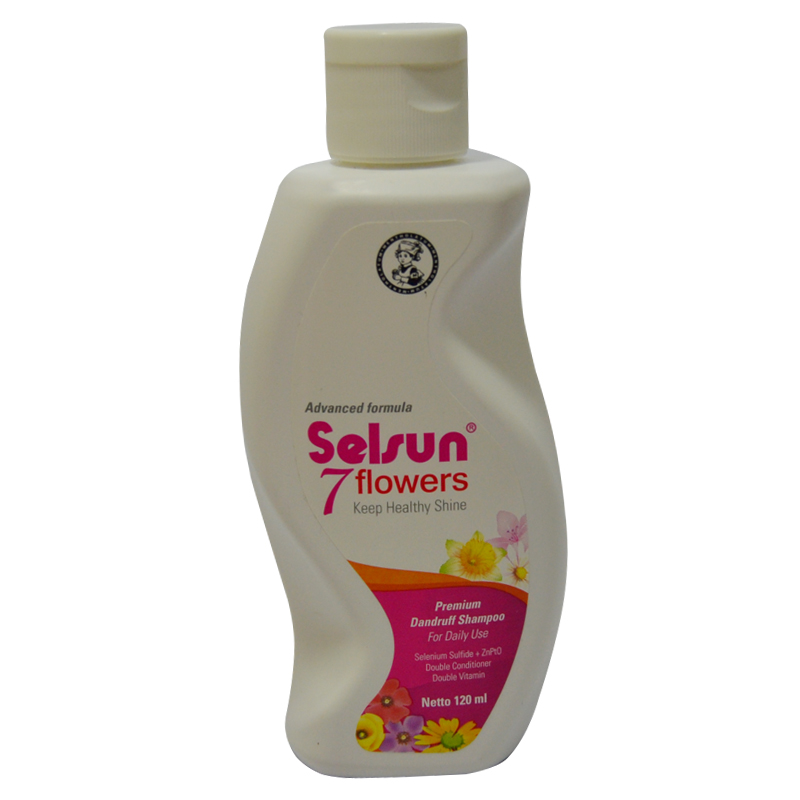 Advanced formula
Selsun®
7 flowers
Keep Healthy Shine
Premium
Dandruff Shampoo
For Daily Use
Selenium Sulfide + ZnPtO
Double Conditioner
Double Vitamin
Netto 120 ml